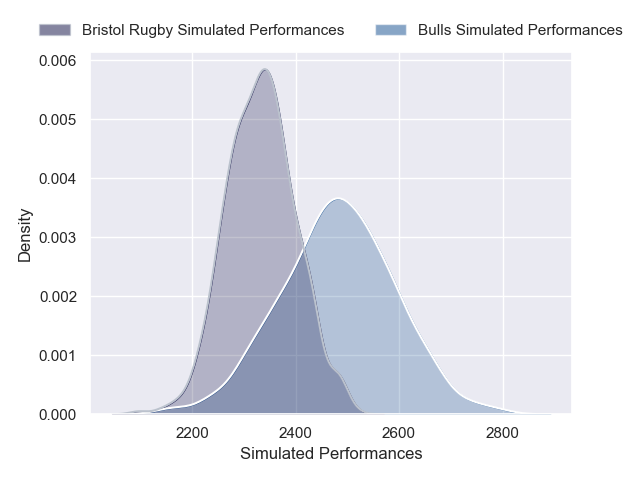 Bristol Rugby Simulated Performances Bulls Simulated Performances
0.006
0.005
0.004
0.003
0.002
0.001
0.000
Density
2200 2400 2600 2800
Simulated Performances